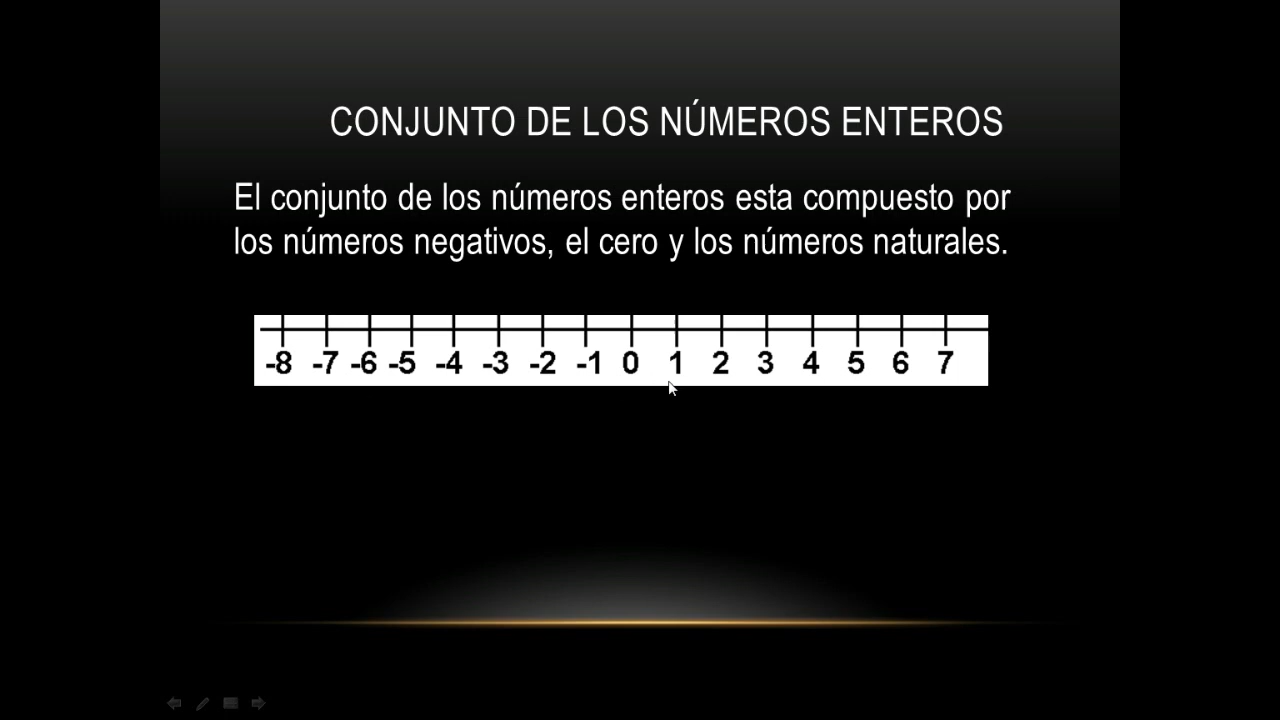 CONJUNTO DE LOS NÚMEROS ENTEROS
El conjunto de los números enteros esta compuesto por
los números negativos, el cero y los números naturales.
-8 -7 -6 -5 -4 -3 -2 -1 0 1 2 3 4 5 6 7